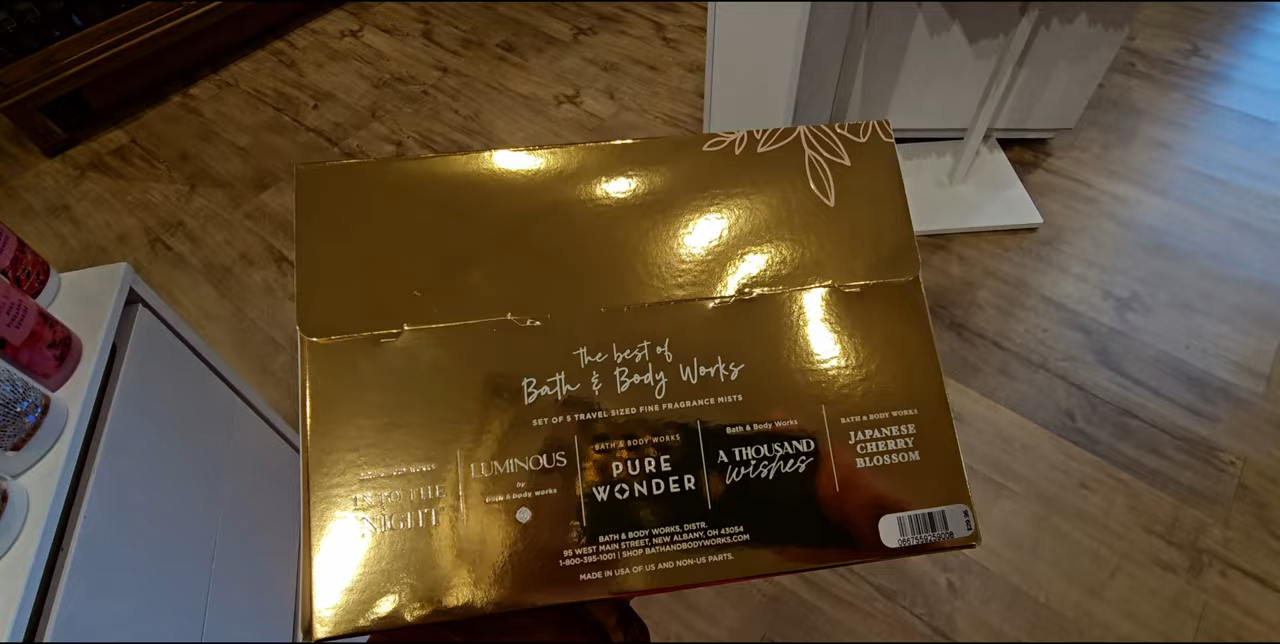 the best of
Bath & Body Works
SET OF 5 TRAVEL SIZED FINE FRAGRANCE MISTS
INTO THE
NIGHT
LUMINOUS
by
Bath & Body Works
BATH & BODY WORKS
PURE
WONDER
Bath & Body Works
A THOUSAND
wishes
BATH & BODY WORKS
JAPANESE
CHERRY
BLOSSOM
BATH & BODY WORKS, DISTR.
95 WEST MAIN STREET, NEW ALBANY, OH 43054
1-800-395-1001 | SHOP BATHANDBODYWORKS.COM
MADE IN USA OF US AND NON-US PARTS.